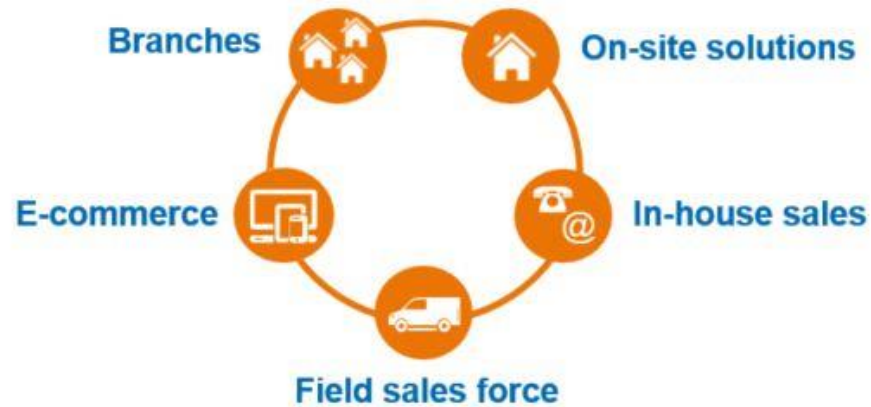 Branches
On-site solutions
E-commerce
@
In-house sales
Field sales force